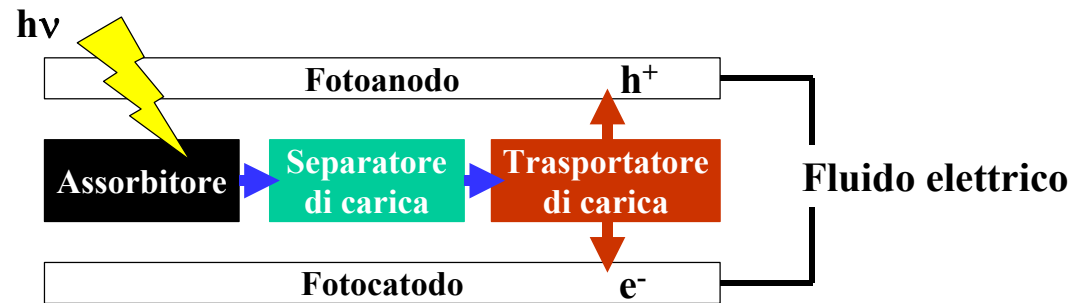 hν
Fotoanodo h⁺
Assorbitore
Separatore
di carica
Trasportatore
di carica
Fluido elettrico
Fotocatodo e⁻